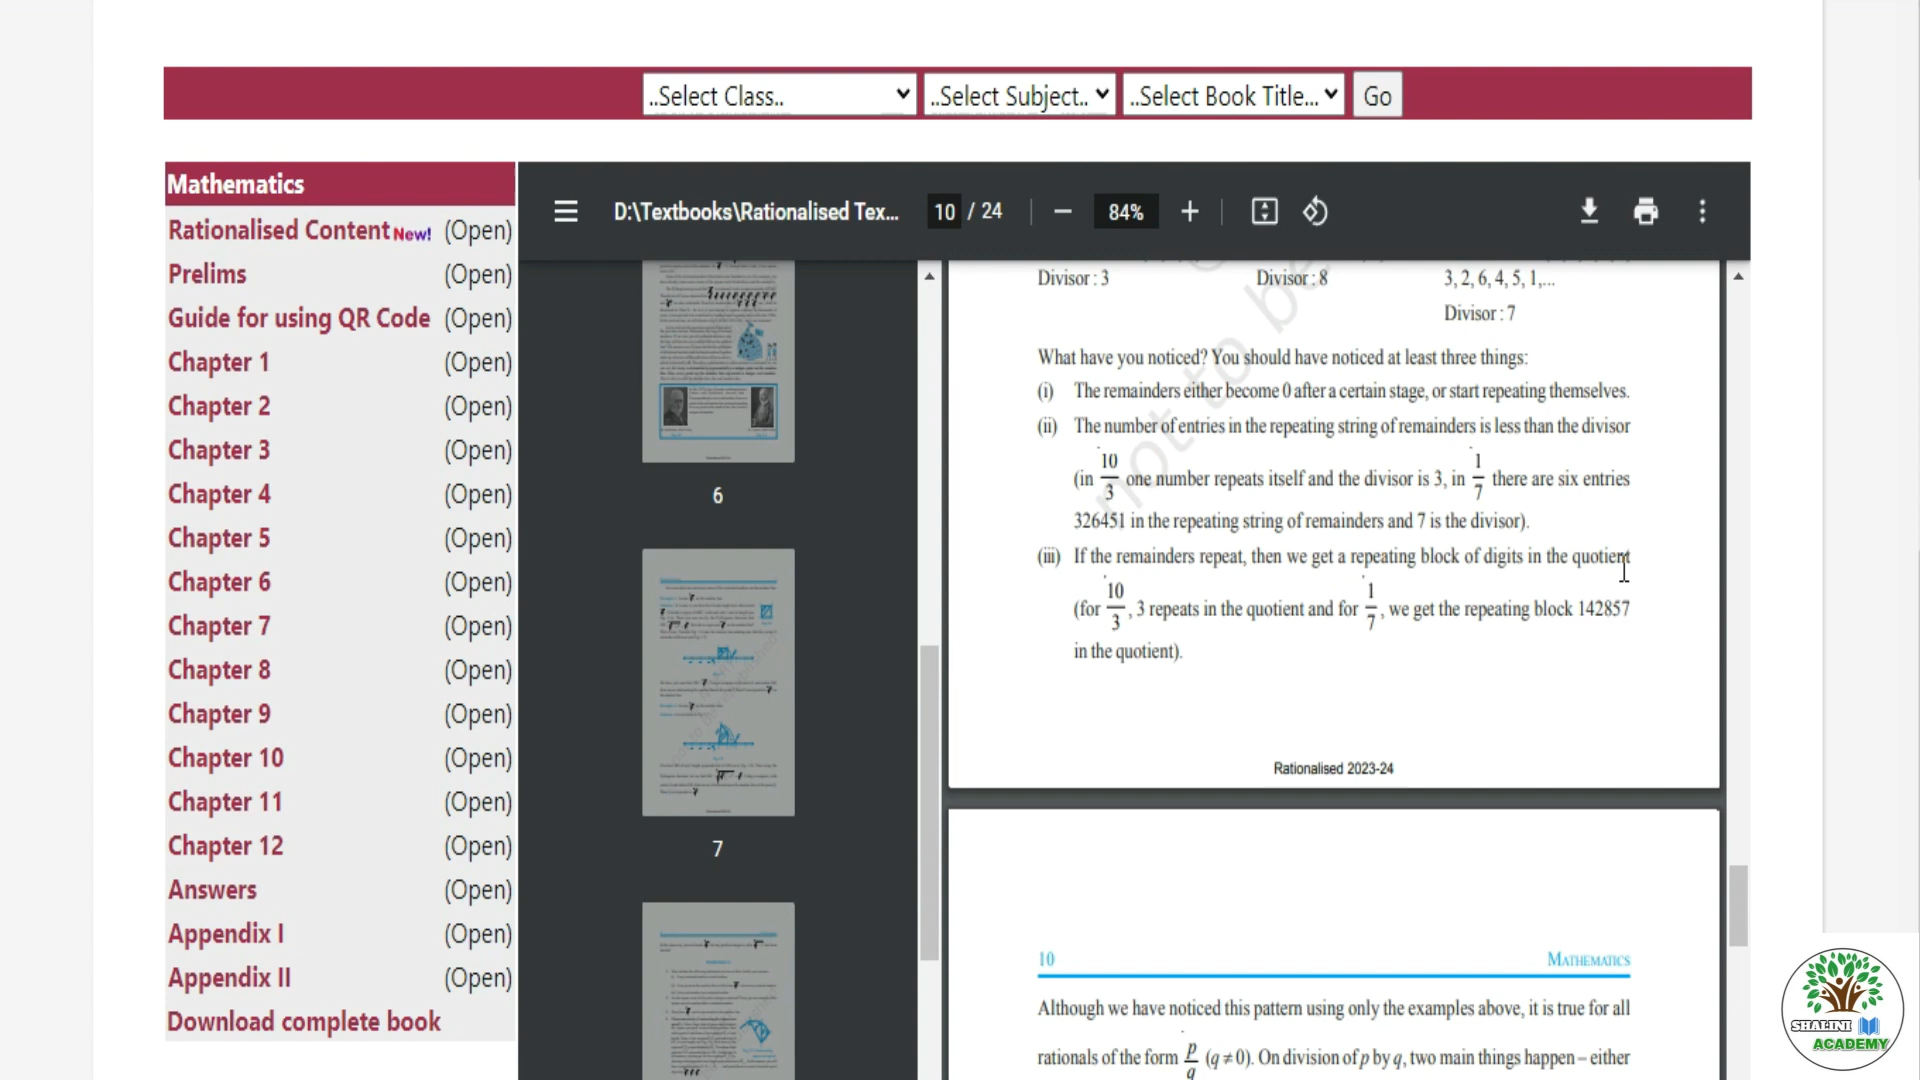 ..Select Class.. ..Select Subject.. ..Select Book Title... Go
Mathematics
Rationalised Content New! (Open)
Prelims (Open)
Guide for using QR Code (Open)
Chapter 1 (Open)
Chapter 2 (Open)
Chapter 3 (Open)
Chapter 4 (Open)
Chapter 5 (Open)
Chapter 6 (Open)
Chapter 7 (Open)
Chapter 8 (Open)
Chapter 9 (Open)
Chapter 10 (Open)
Chapter 11 (Open)
Chapter 12 (Open)
Answers (Open)
Appendix I (Open)
Appendix II (Open)
Download complete book
D:\Textbooks\Rationalised Tex... 10 / 24 84%
6
7
Divisor : 3 Divisor : 8 3, 2, 6, 4, 5, 1,...
Divisor : 7
What have you noticed? You should have noticed at least three things:
(i) The remainders either become 0 after a certain stage, or start repeating themselves.
(ii) The number of entries in the repeating string of remainders is less than the divisor
(in 10/3 one number repeats itself and the divisor is 3, in 1/7 there are six entries
326451 in the repeating string of remainders and 7 is the divisor).
(iii) If the remainders repeat, then we get a repeating block of digits in the quotient
(for 10/3, 3 repeats in the quotient and for 1/7, we get the repeating block 142857
in the quotient).
not to be
Rationalised 2023-24
10 MATHEMATICS
Although we have noticed this pattern using only the examples above, it is true for all
rationals of the form p/q (q ≠ 0). On division of p by q, two main things happen – either
SHALINI
ACADEMY